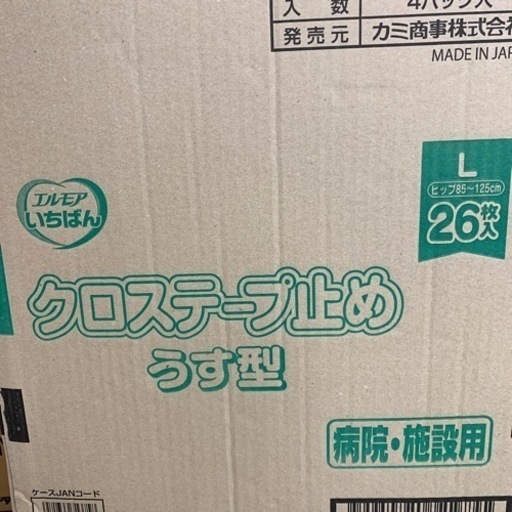 入数 4パック入
発売元 カミ商事株式会社
MADE IN JAP
L
ヒップ85～125cm
26枚入
エルモア
いちばん
クロステープ止め
うす型
病院・施設用
ケースJANコード